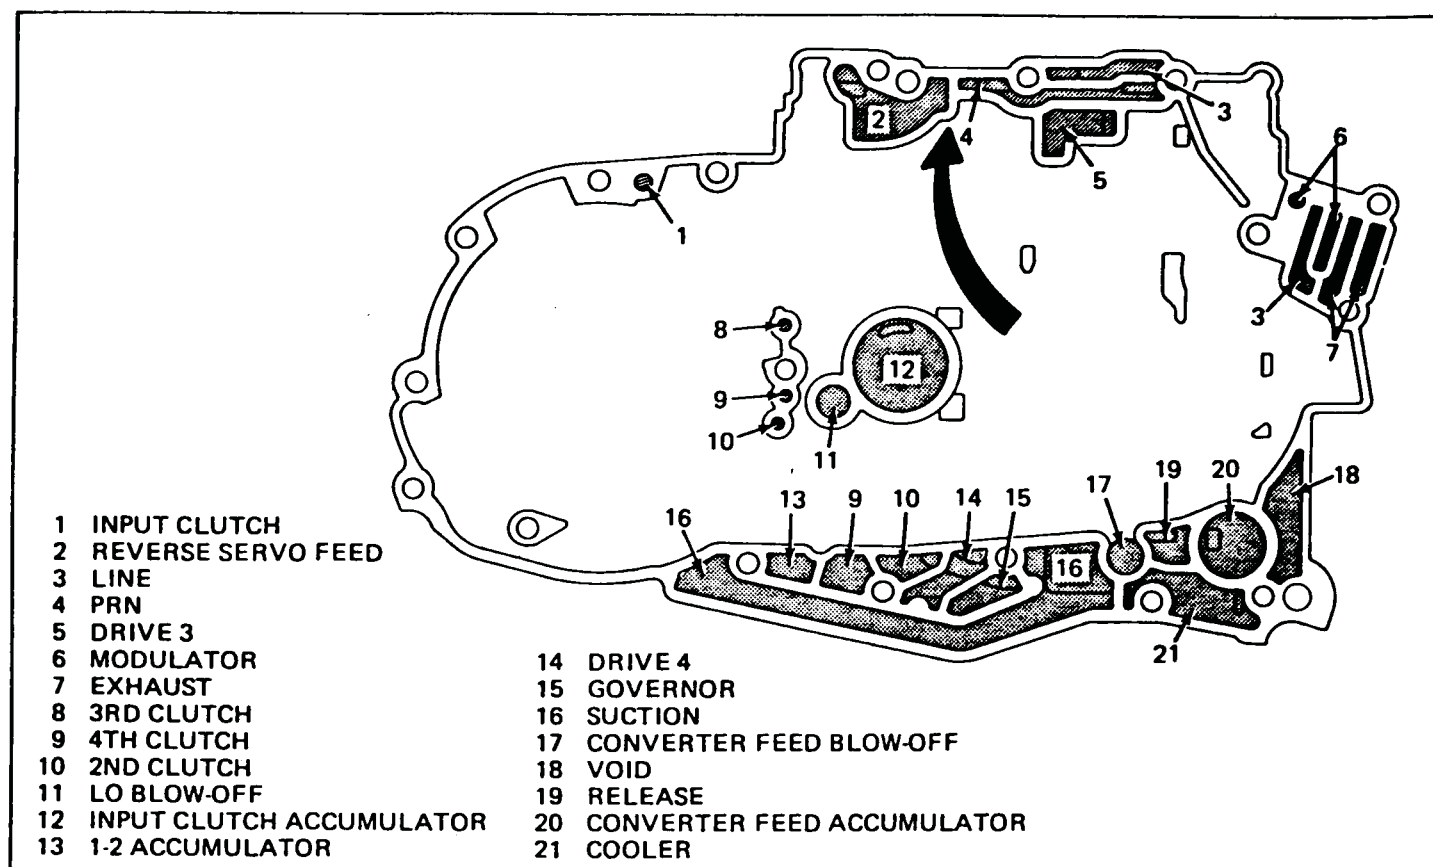 2
4
3
5
6
1
3
7
8
12
9
10
11
13
9
10
14
15
17
19
20
18
16
16
21
1 INPUT CLUTCH
2 REVERSE SERVO FEED
3 LINE
4 PRN
5 DRIVE 3
6 MODULATOR
7 EXHAUST
8 3RD CLUTCH
9 4TH CLUTCH
10 2ND CLUTCH
11 LO BLOW-OFF
12 INPUT CLUTCH ACCUMULATOR
13 1-2 ACCUMULATOR
14 DRIVE 4
15 GOVERNOR
16 SUCTION
17 CONVERTER FEED BLOW-OFF
18 VOID
19 RELEASE
20 CONVERTER FEED ACCUMULATOR
21 COOLER